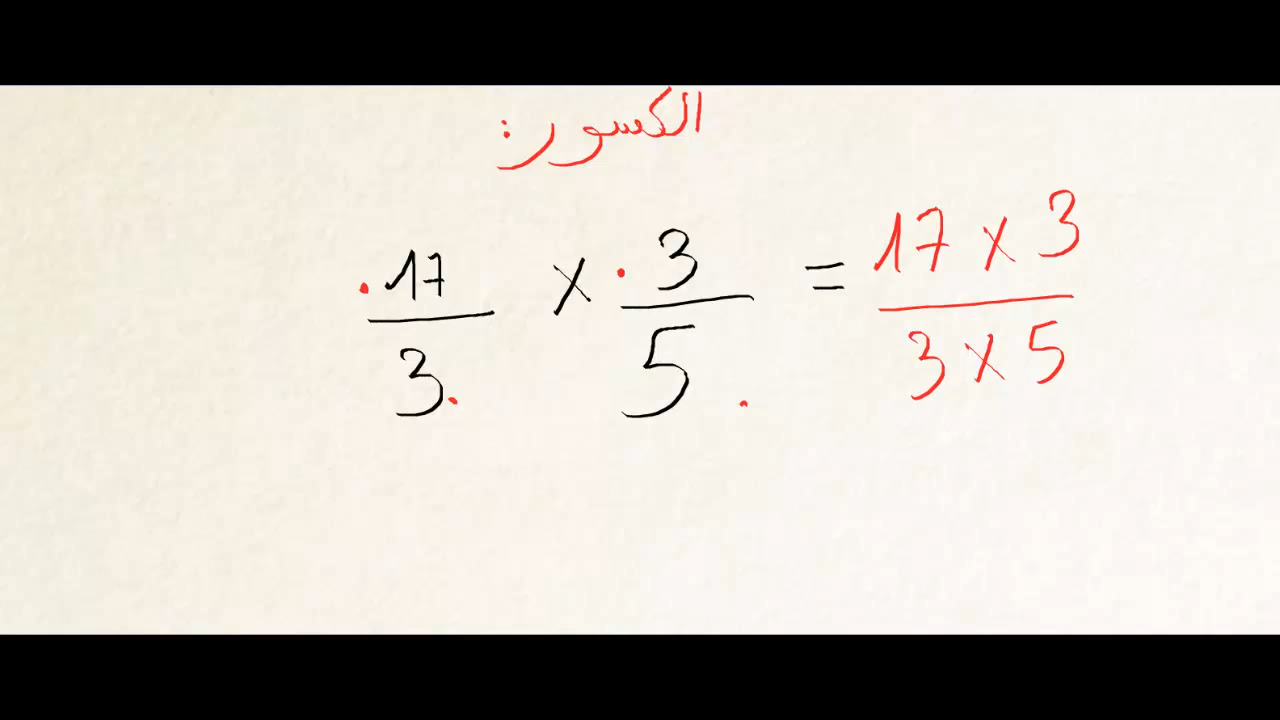 الكسور:
17/3 × 3/5 = 17 × 3 / 3 × 5